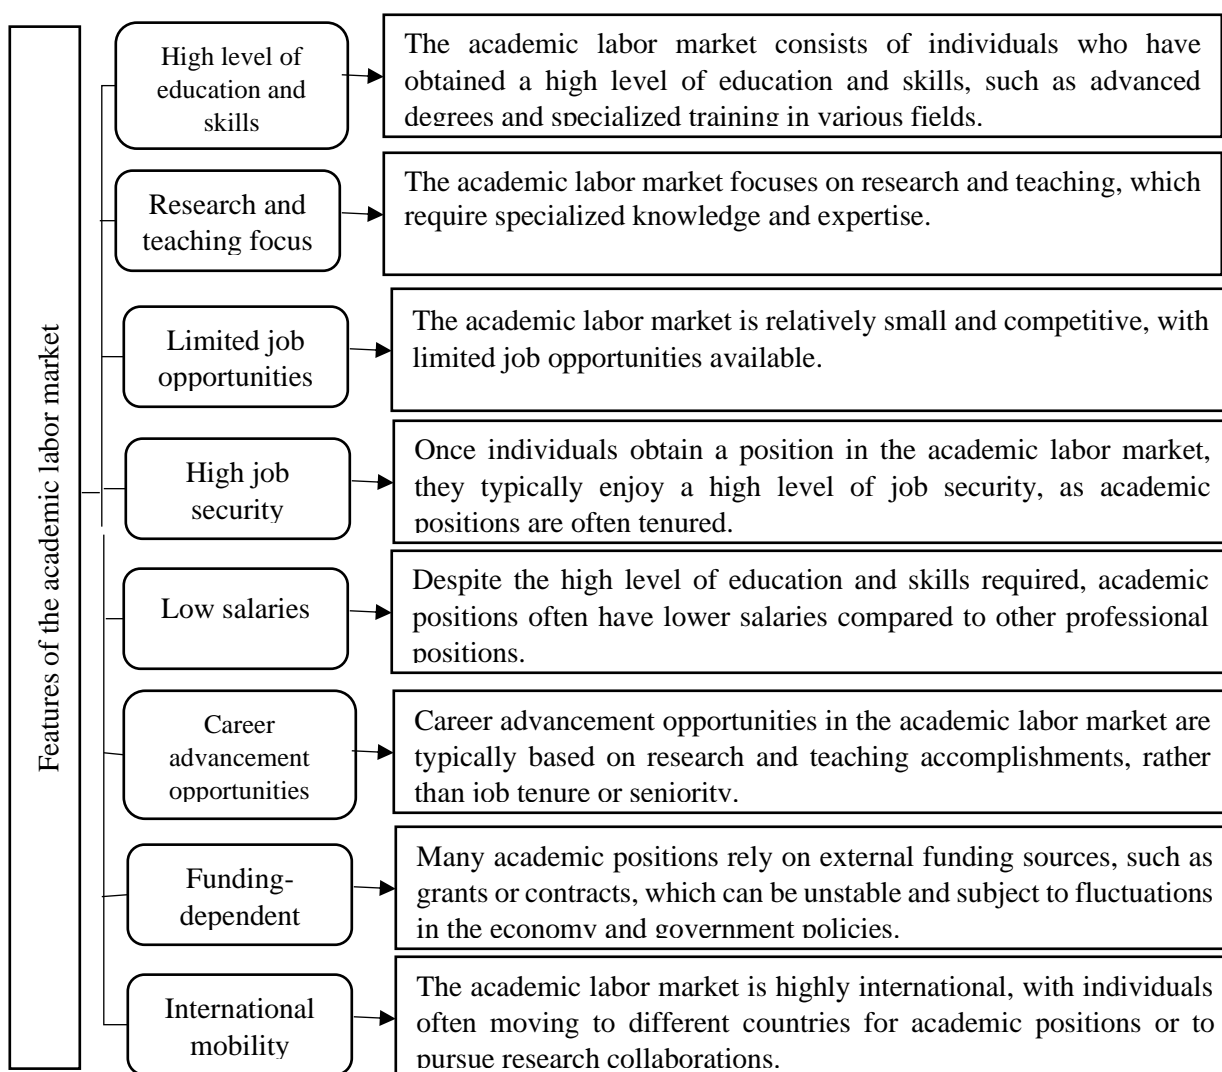 Features of the academic labor market
High level of
education and
skills
The academic labor market consists of individuals who have
obtained a high level of education and skills, such as advanced
degrees and specialized training in various fields.
Research and
teaching focus
The academic labor market focuses on research and teaching, which
require specialized knowledge and expertise.
Limited job
opportunities
The academic labor market is relatively small and competitive, with
limited job opportunities available.
High job
security
Once individuals obtain a position in the academic labor market,
they typically enjoy a high level of job security, as academic
positions are often tenured.
Low salaries
Despite the high level of education and skills required, academic
positions often have lower salaries compared to other professional
positions.
Career
advancement
opportunities
Career advancement opportunities in the academic labor market are
typically based on research and teaching accomplishments, rather
than job tenure or seniority.
Funding-
dependent
Many academic positions rely on external funding sources, such as
grants or contracts, which can be unstable and subject to fluctuations
in the economy and government policies.
International
mobility
The academic labor market is highly international, with individuals
often moving to different countries for academic positions or to
pursue research collaborations.